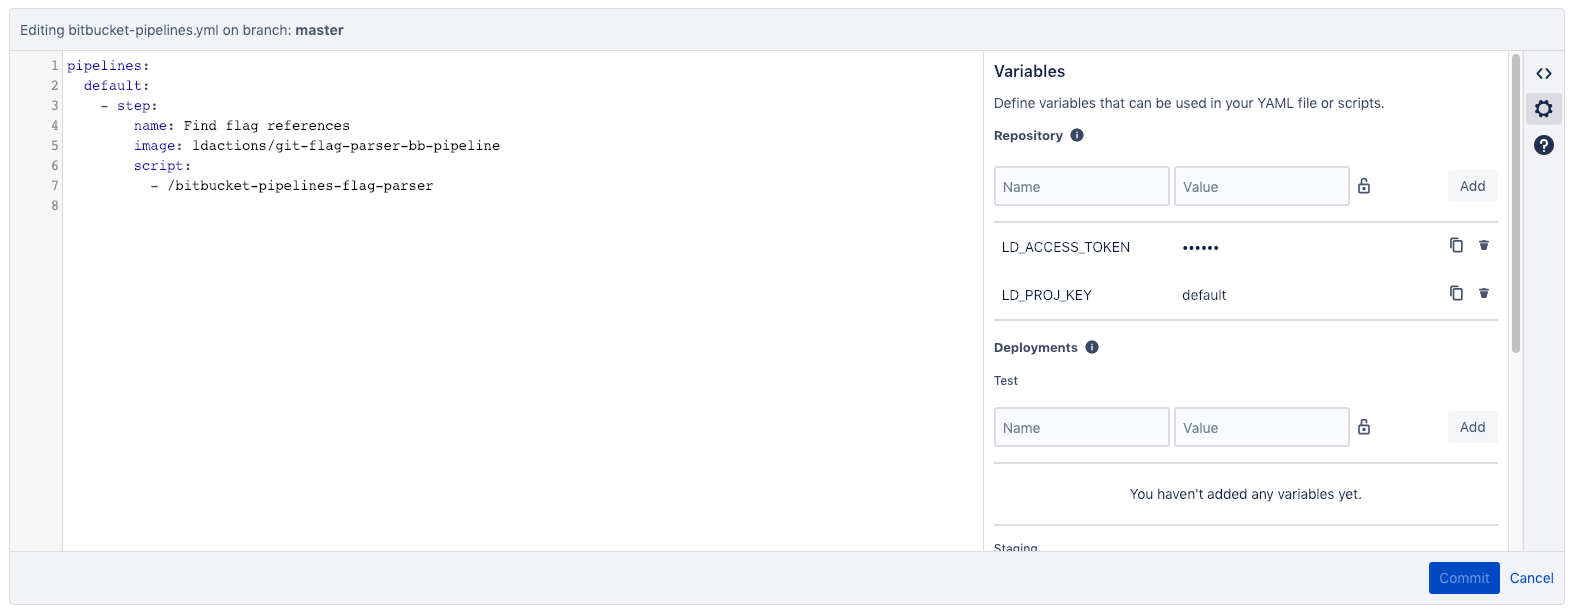 Editing bitbucket-pipelines.yml on branch: master
1 pipelines:
2   default:
3     - step:
4         name: Find flag references
5         image: ldactions/git-flag-parser-bb-pipeline
6         script:
7           - /bitbucket-pipelines-flag-parser
8
Variables
Define variables that can be used in your YAML file or scripts.
Repository
Name Value Add
LD_ACCESS_TOKEN ••••••
LD_PROJ_KEY default
Deployments
Test
Name Value Add
You haven't added any variables yet.
Staging
Commit Cancel